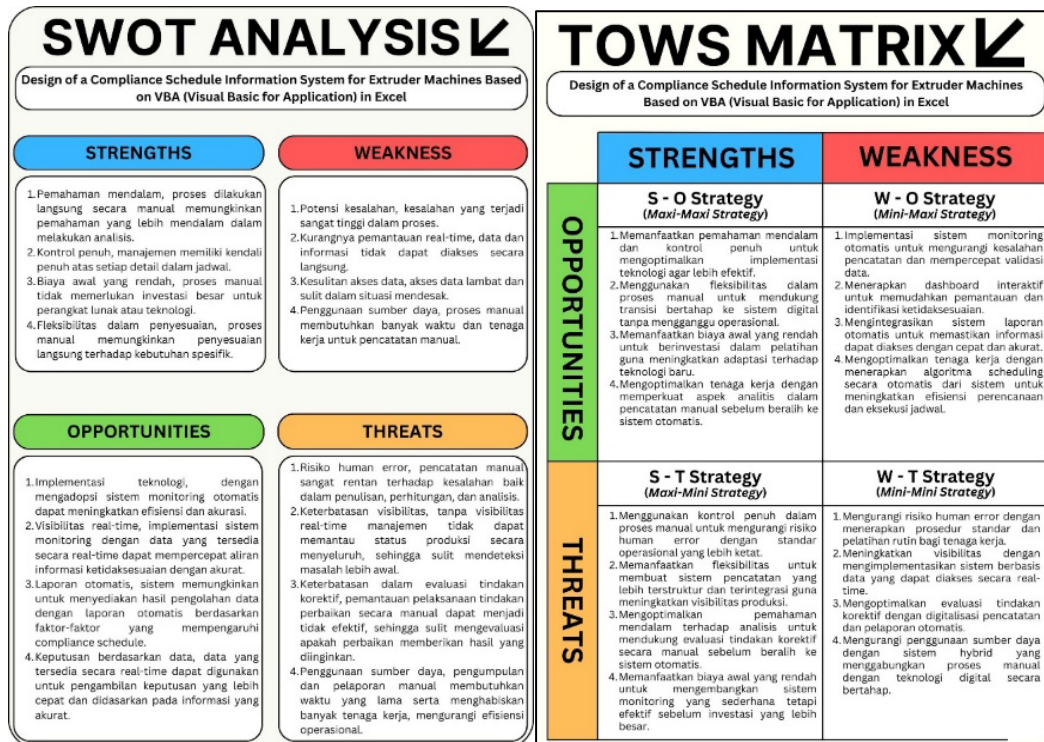 SWOT ANALYSIS
Design of a Compliance Schedule Information System for Extruder Machines Based
on VBA (Visual Basic for Application) in Excel
STRENGTHS
1.Pemahaman mendalam, proses dilakukan
langsung secara manual memungkinkan
pemahaman yang lebih mendalam dalam
melakukan analisis.
2.Kontrol penuh, manajemen memiliki kendali
penuh atas setiap detail dalam jadwal.
3.Biaya awal yang rendah, proses manual
tidak memerlukan investasi besar untuk
perangkat lunak atau teknologi.
4.Fleksibilitas dalam penyesuaian, proses
manual memungkinkan penyesuaian
langsung terhadap kebutuhan spesifik.
WEAKNESS
1.Potensi kesalahan, kesalahan yang terjadi
sangat tinggi dalam proses.
2.Kurangnya pemantauan real-time, data dan
informasi tidak dapat diakses secara
langsung.
3.Kesulitan akses data, akses data lambat dan
sulit dalam situasi mendesak.
4.Penggunaan sumber daya, proses manual
membutuhkan banyak waktu dan tenaga
kerja untuk pencatatan manual.
OPPORTUNITIES
1.Implementasi teknologi, dengan
mengadopsi sistem monitoring otomatis
dapat meningkatkan efisiensi dan akurasi.
2.Visibilitas real-time, implementasi sistem
monitoring dengan data yang tersedia
secara real-time dapat mempercepat aliran
informasi ketidaksesuaian dengan akurat.
3.Laporan otomatis, sistem memungkinkan
untuk menyediakan hasil pengolahan data
dengan laporan otomatis berdasarkan
faktor-faktor yang mempengaruhi
compliance schedule.
4.Keputusan berdasarkan data, data yang
tersedia secara real-time dapat digunakan
untuk pengambilan keputusan yang lebih
cepat dan didasarkan pada informasi yang
akurat.
THREATS
1.Risiko human error, pencatatan manual
sangat rentan terhadap kesalahan baik
dalam penulisan, perhitungan, dan analisis.
2.Keterbatasan visibilitas, tanpa visibilitas
real-time manajemen tidak dapat
memantau status produksi secara
menyeluruh, sehingga sulit mendeteksi
masalah lebih awal.
3.Keterbatasan dalam evaluasi tindakan
korektif, pemantauan pelaksanaan tindakan
perbaikan secara manual dapat menjadi
tidak efektif, sehingga sulit mengevaluasi
apakah perbaikan memberikan hasil yang
diinginkan.
4.Penggunaan sumber daya, pengumpulan
dan pelaporan manual membutuhkan
waktu yang lama serta menghabiskan
banyak tenaga kerja, mengurangi efisiensi
operasional.
TOWS MATRIX
Design of a Compliance Schedule Information System for Extruder Machines
Based on VBA (Visual Basic for Application) in Excel
STRENGTHS
WEAKNESS
OPPORTUNITIES
S - O Strategy
(Maxi-Maxi Strategy)
1.Memanfaatkan pemahaman mendalam
dan kontrol penuh untuk
mengoptimalkan implementasi
teknologi agar lebih efektif.
2.Menggunakan fleksibilitas dalam
proses manual untuk mendukung
transisi bertahap ke sistem digital
tanpa mengganggu operasional.
3.Memanfaatkan biaya awal yang rendah
untuk berinvestasi dalam pelatihan
guna meningkatkan adaptasi terhadap
teknologi baru.
4.Mengoptimalkan tenaga kerja dengan
memperkuat aspek analitis dalam
pencatatan manual sebelum beralih ke
sistem otomatis.
W - O Strategy
(Mini-Maxi Strategy)
1.Implementasi sistem monitoring
otomatis untuk mengurangi kesalahan
pencatatan dan mempercepat validasi
data.
2.Menerapkan dashboard interaktif
untuk memudahkan pemantauan dan
identifikasi ketidaksesuaian.
3.Mengintegrasikan sistem laporan
otomatis untuk memastikan informasi
dapat diakses dengan cepat dan akurat.
4.Mengoptimalkan tenaga kerja dengan
menerapkan algoritma scheduling
secara otomatis dari sistem untuk
meningkatkan efisiensi perencanaan
dan eksekusi jadwal.
THREATS
S - T Strategy
(Maxi-Mini Strategy)
1.Menggunakan kontrol penuh dalam
proses manual untuk mengurangi risiko
human error dengan standar
operasional yang lebih ketat.
2.Memanfaatkan fleksibilitas untuk
membuat sistem pencatatan yang
lebih terstruktur dan terintegrasi guna
meningkatkan visibilitas produksi.
3.Mengoptimalkan pemahaman
mendalam terhadap analisis untuk
mendukung evaluasi tindakan korektif
secara manual sebelum beralih ke
sistem otomatis.
4.Memanfaatkan biaya awal yang rendah
untuk mengembangkan sistem
monitoring yang sederhana tetapi
efektif sebelum investasi yang lebih
besar.
W - T Strategy
(Mini-Mini Strategy)
1.Mengurangi risiko human error dengan
menerapkan prosedur standar dan
pelatihan rutin bagi tenaga kerja.
2.Meningkatkan visibilitas dengan
mengimplementasikan sistem berbasis
data yang dapat diakses secara real-
time.
3.Mengoptimalkan evaluasi tindakan
korektif dengan digitalisasi pencatatan
dan pelaporan otomatis.
4.Mengurangi penggunaan sumber daya
dengan sistem hybrid yang
menggabungkan proses manual
dengan teknologi digital secara
bertahap.